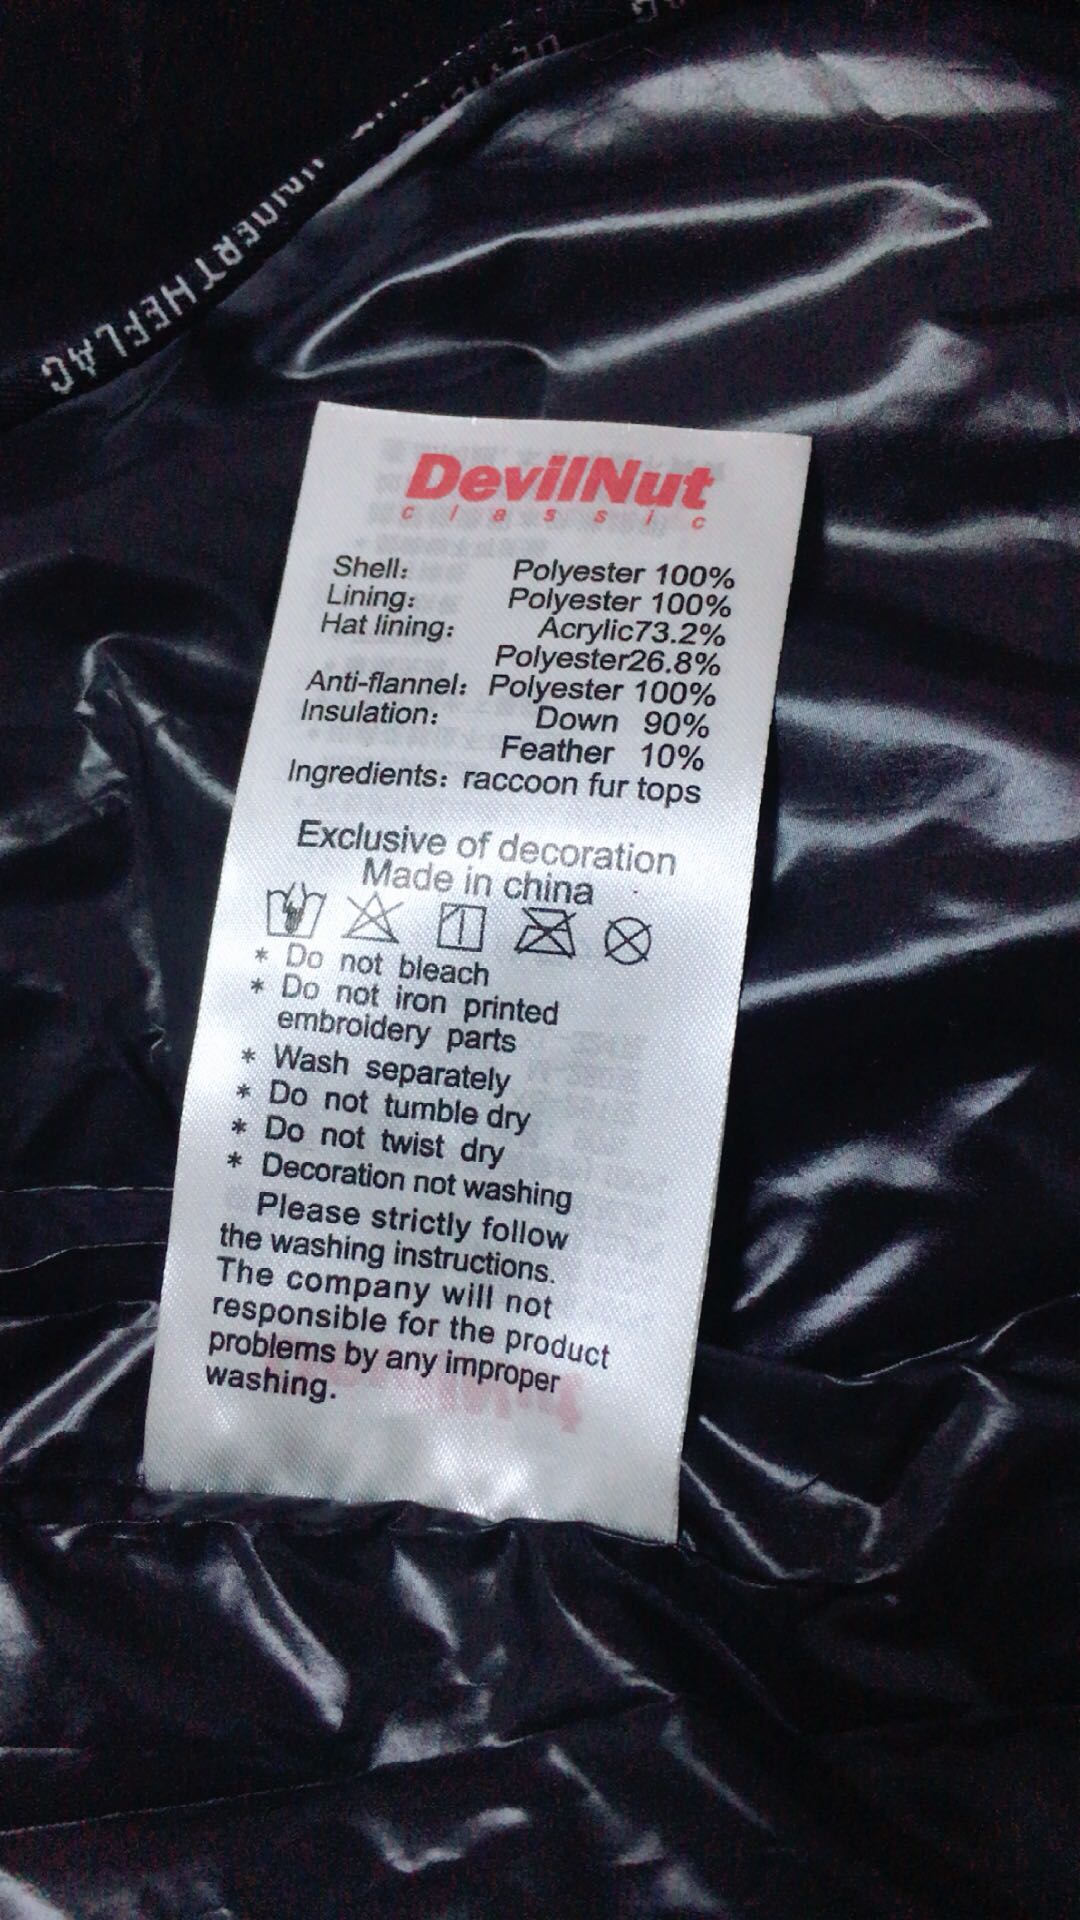 DevilNut
classic
Shell: Polyester 100%
Lining: Polyester 100%
Hat lining: Acrylic73.2%
Polyester26.8%
Anti-flannel: Polyester 100%
Insulation: Down 90%
Feather 10%
Ingredients: raccoon fur tops
Exclusive of decoration
Made in china
* Do not bleach
* Do not iron printed
embroidery parts
* Wash separately
* Do not tumble dry
* Do not twist dry
* Decoration not washing
Please strictly follow
the washing instructions.
The company will not
responsible for the product
problems by any improper
washing.